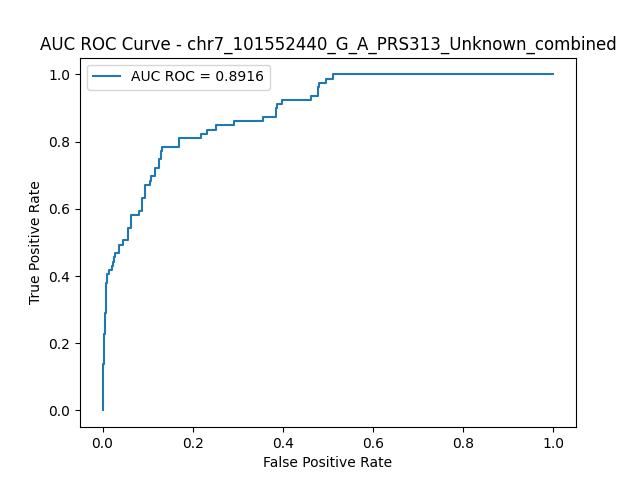 AUC ROC Curve - chr7_101552440_G_A_PRS313_Unknown_combined
AUC ROC = 0.8916
True Positive Rate
1.0
0.8
0.6
0.4
0.2
0.0
0.0 0.2 0.4 0.6 0.8 1.0
False Positive Rate